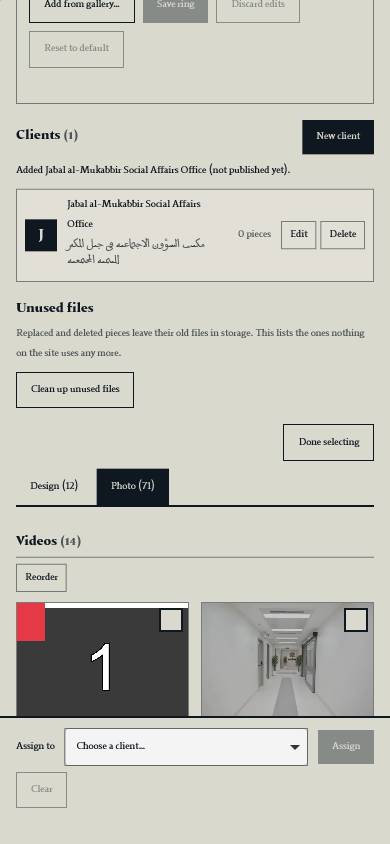 Add from gallery...
Save ring
Discard edits
Reset to default
Clients (1)
New client
Added Jabal al-Mukabbir Social Affairs Office (not published yet).
J
Jabal al-Mukabbir Social Affairs
Office
مكتب الشؤون الاجتماعية في جبل المكبر
0 pieces
Edit
Delete
Unused files
Replaced and deleted pieces leave their old files in storage. This lists the ones nothing
on the site uses any more.
Clean up unused files
Done selecting
Design (12)
Photo (71)
Videos (14)
Reorder
1
Assign to
Choose a client...
Assign
Clear